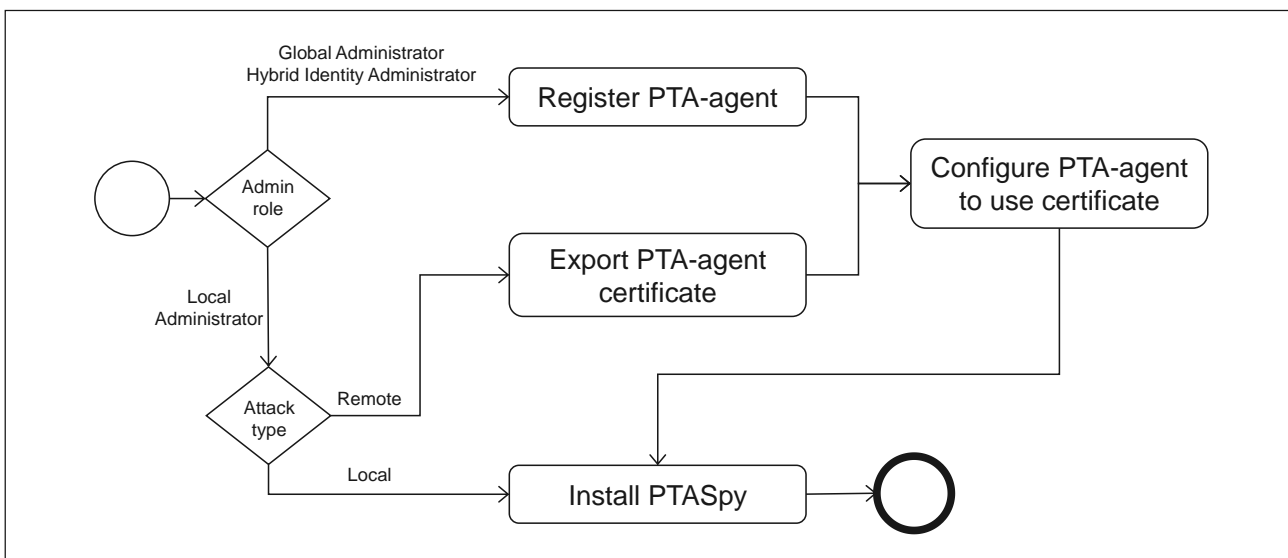 Global Administrator
Hybrid Identity Administrator
Register PTA-agent
Admin
role
Configure PTA-agent
to use certificate
Export PTA-agent
certificate
Local
Administrator
Attack
type
Remote
Local
Install PTASpy